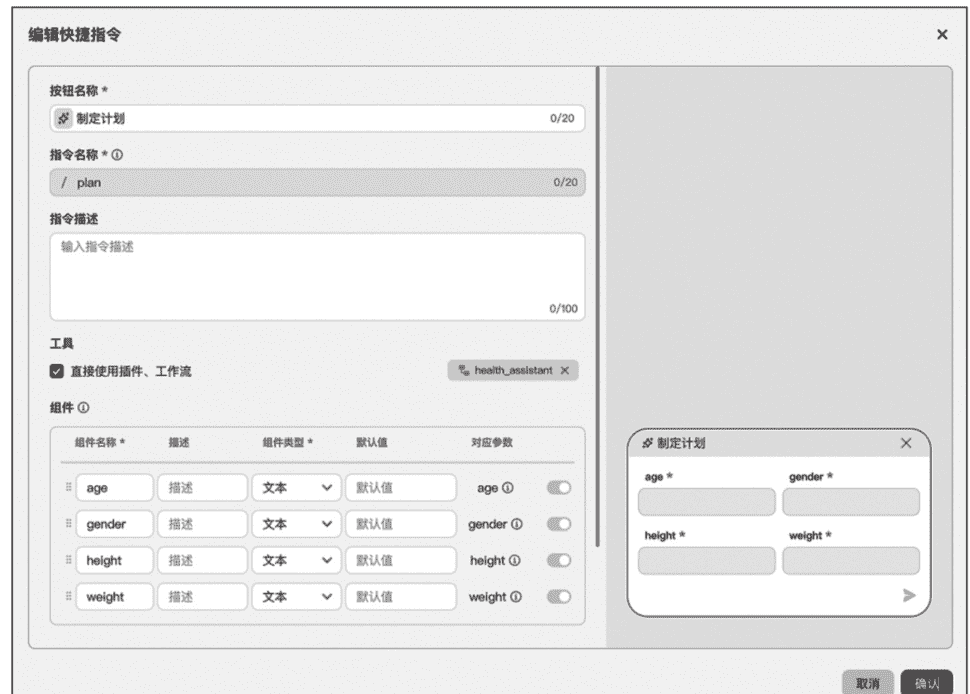 编辑快捷指令
按钮名称 *
制定计划 0/20
指令名称 *
/ plan 0/20
指令描述
输入指令描述
0/100
工具
直接使用插件、工作流 health_assistant
组件
组件名称 * 描述 组件类型 * 默认值 对应参数
age 描述 文本 默认值 age
gender 描述 文本 默认值 gender
height 描述 文本 默认值 height
weight 描述 文本 默认值 weight
制定计划
age * gender *
height * weight *
取消 确认